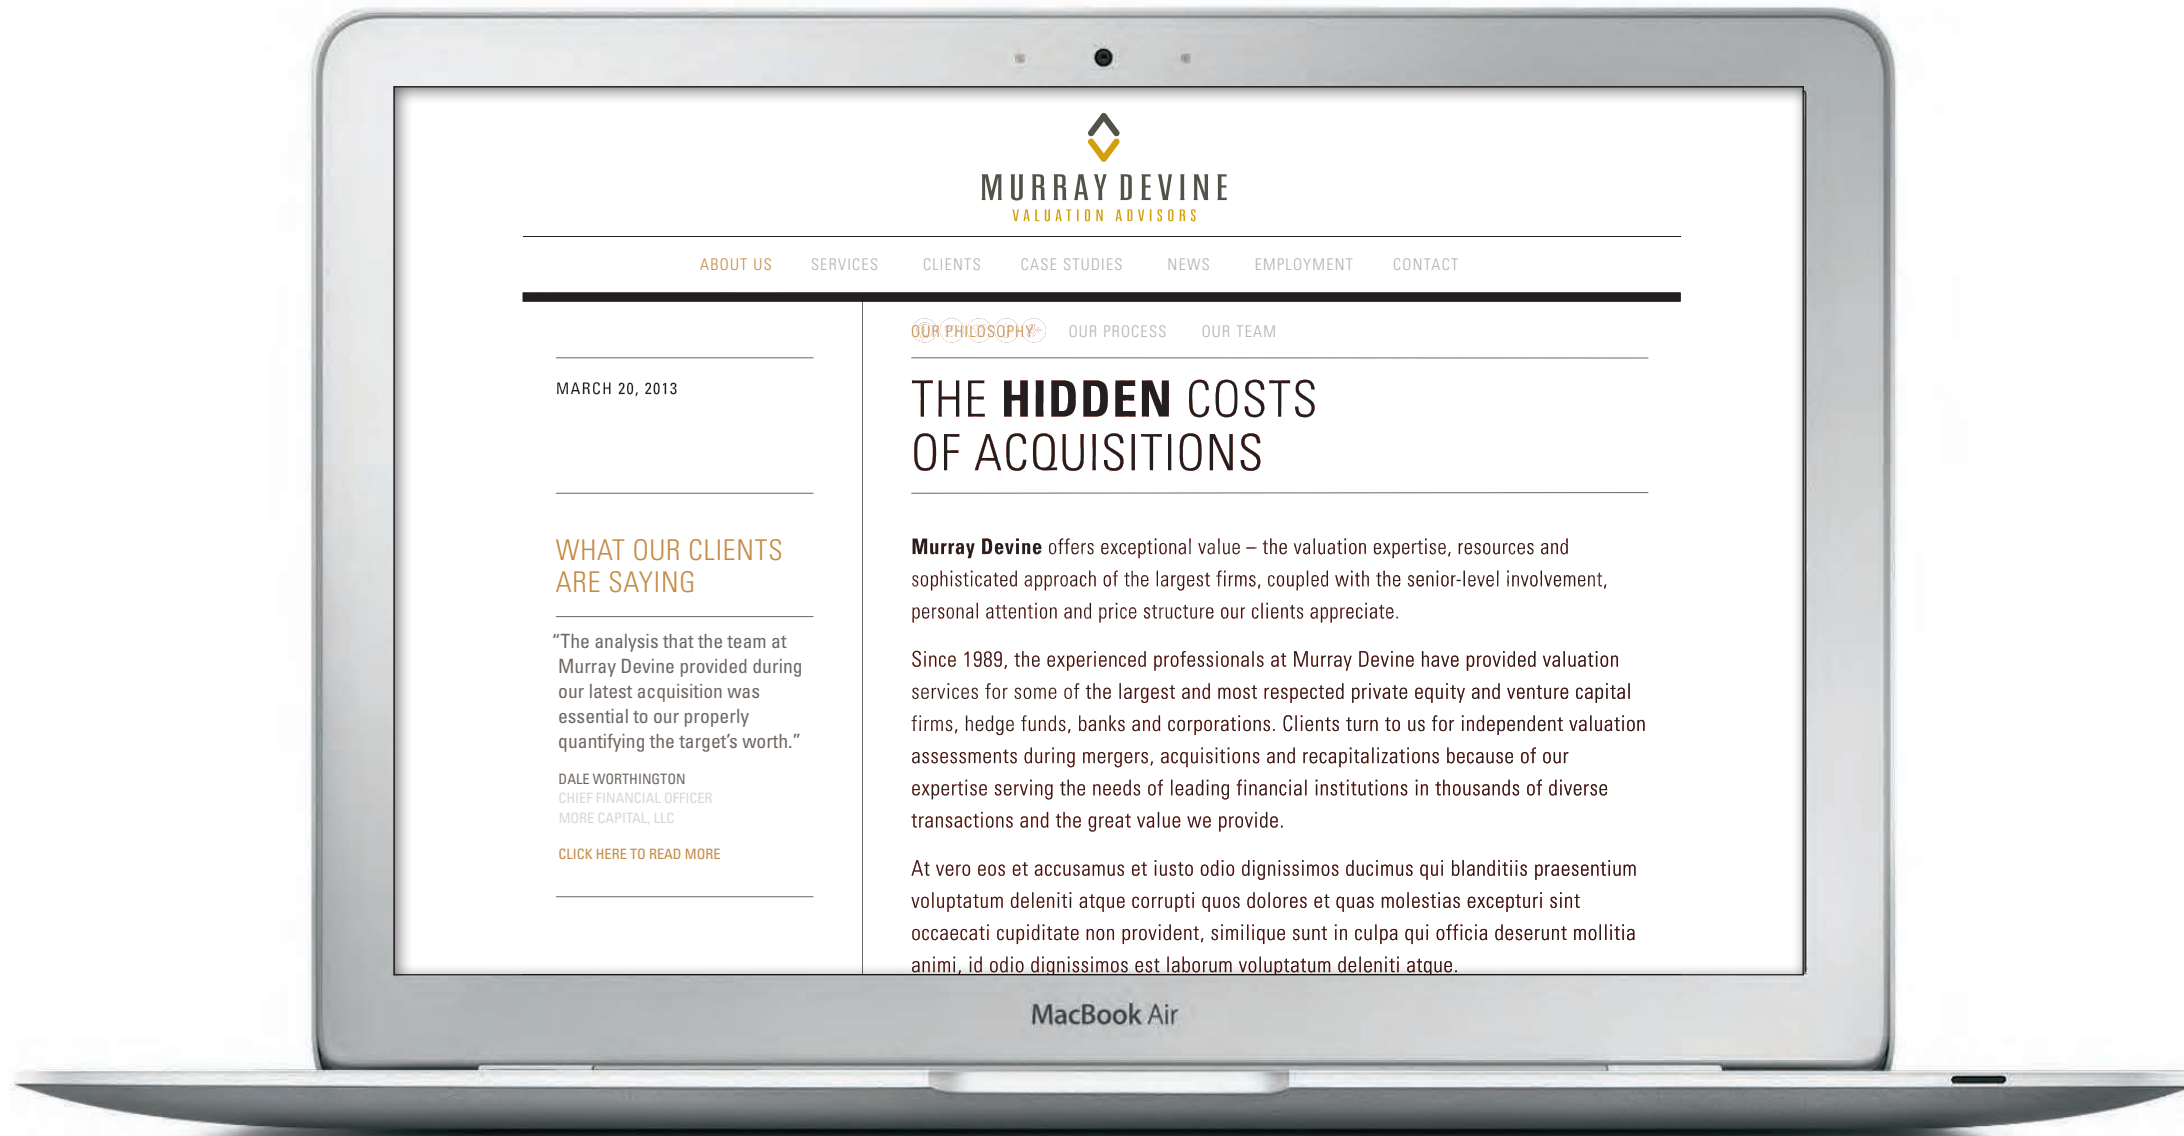 MURRAY DEVINE
VALUATION ADVISORS
ABOUT US SERVICES CLIENTS CASE STUDIES NEWS EMPLOYMENT CONTACT
OUR PHILOSOPHY OUR PROCESS OUR TEAM
MARCH 20, 2013
THE HIDDEN COSTS
OF ACQUISITIONS
WHAT OUR CLIENTS
ARE SAYING
“The analysis that the team at
Murray Devine provided during
our latest acquisition was
essential to our properly
quantifying the target’s worth.”
DALE WORTHINGTON
CHIEF FINANCIAL OFFICER
MORE CAPITAL, LLC
CLICK HERE TO READ MORE
Murray Devine offers exceptional value – the valuation expertise, resources and
sophisticated approach of the largest firms, coupled with the senior-level involvement,
personal attention and price structure our clients appreciate.
Since 1989, the experienced professionals at Murray Devine have provided valuation
services for some of the largest and most respected private equity and venture capital
firms, hedge funds, banks and corporations. Clients turn to us for independent valuation
assessments during mergers, acquisitions and recapitalizations because of our
expertise serving the needs of leading financial institutions in thousands of diverse
transactions and the great value we provide.
At vero eos et accusamus et iusto odio dignissimos ducimus qui blanditiis praesentium
voluptatum deleniti atque corrupti quos dolores et quas molestias excepturi sint
occaecati cupiditate non provident, similique sunt in culpa qui officia deserunt mollitia
animi, id odio dignissimos est laborum voluptatum deleniti atque.
MacBook Air